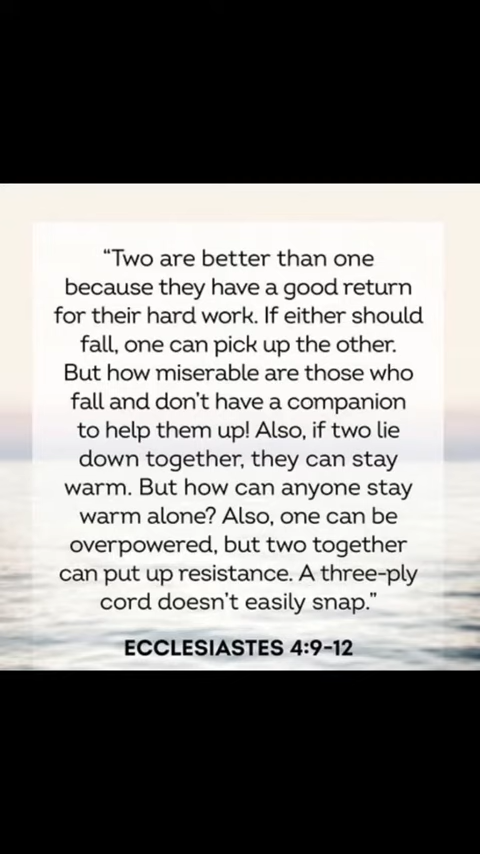 “Two are better than one
because they have a good return
for their hard work. If either should
fall, one can pick up the other.
But how miserable are those who
fall and don’t have a companion
to help them up! Also, if two lie
down together, they can stay
warm. But how can anyone stay
warm alone? Also, one can be
overpowered, but two together
can put up resistance. A three-ply
cord doesn’t easily snap.”
ECCLESIASTES 4:9-12